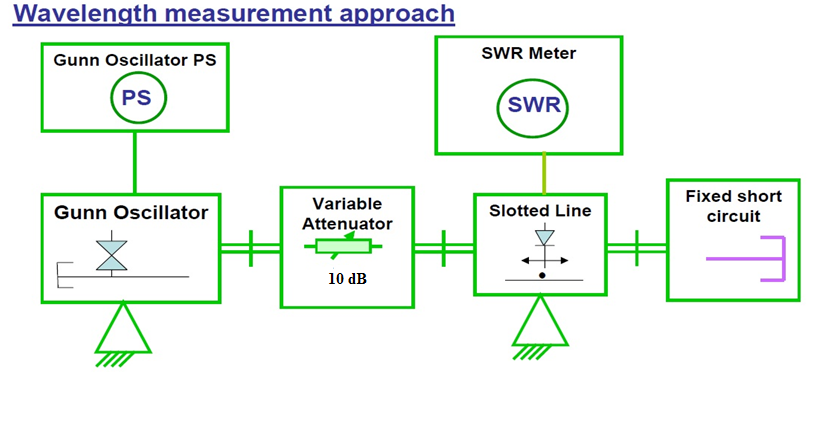 Wavelength measurement approach
Gunn Oscillator PS
PS
SWR Meter
SWR
Gunn Oscillator
Variable
Attenuator
10 dB
Slotted Line
Fixed short
circuit